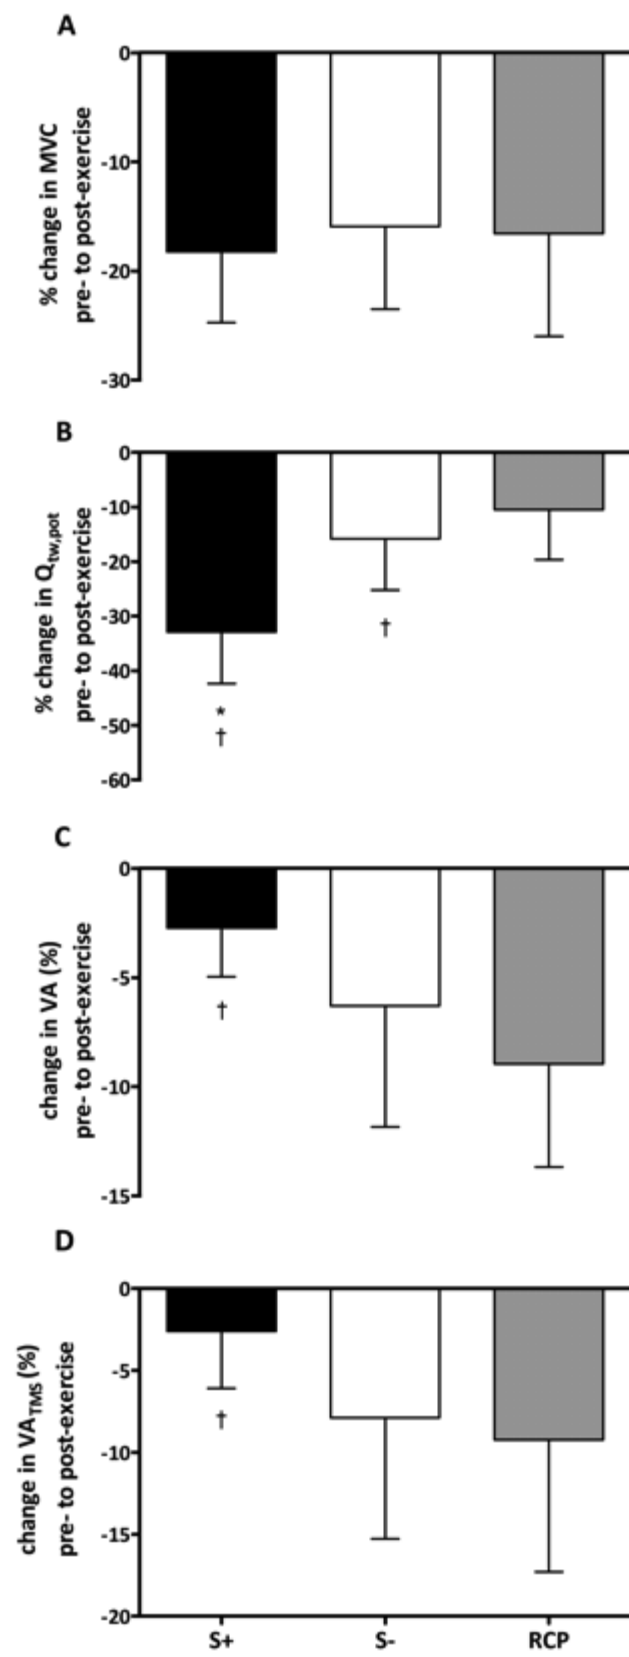 A
% change in MVC
pre- to post-exercise
0
-10
-20
-30
B
% change in Qtw,pot
pre- to post-exercise
0
-10
-20
-30
-40
-50
-60
*
†
†
C
change in VA (%)
pre- to post-exercise
0
-5
-10
-15
†
D
change in VATMS (%)
pre- to post-exercise
0
-5
-10
-15
-20
†
S+ S- RCP